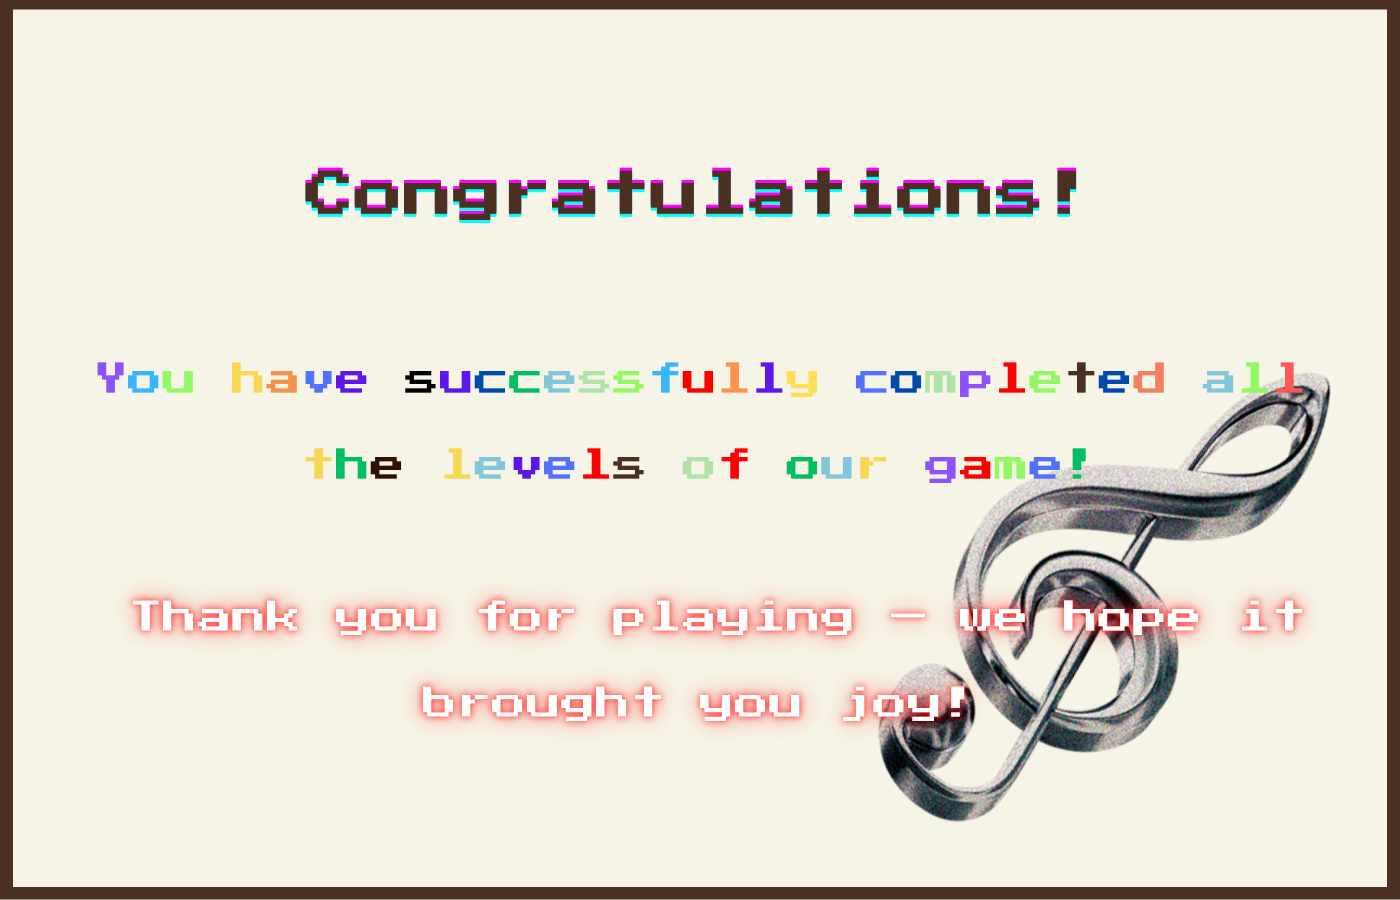 Congratulations!
You have successfully completed all
the levels of our game!
Thank you for playing — we hope it
brought you joy!